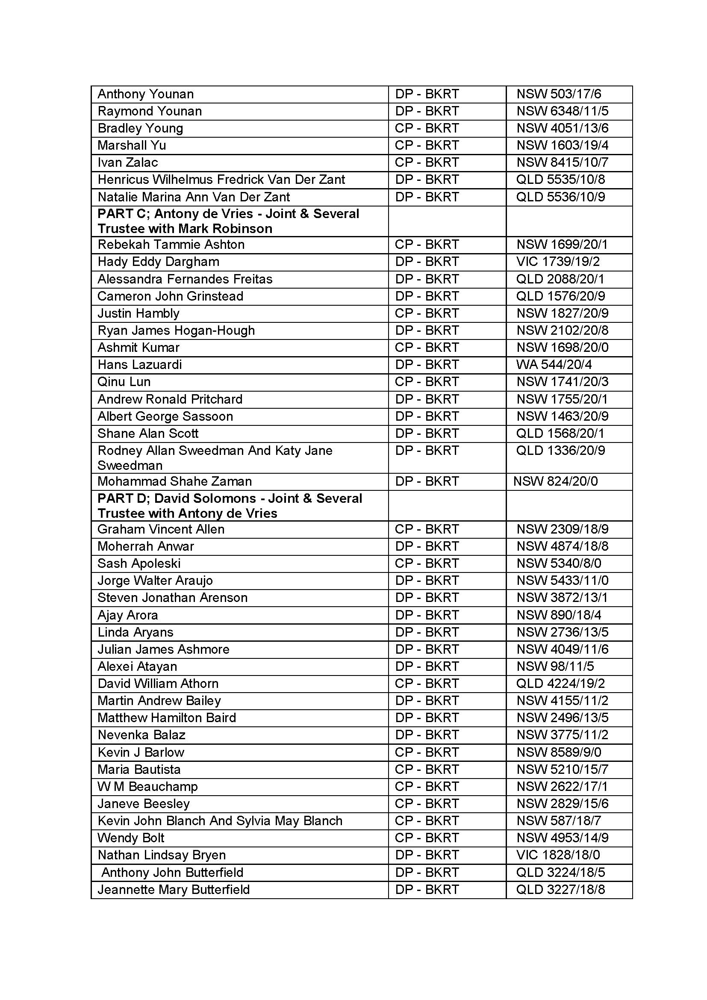 Anthony Younan DP - BKRT NSW 503/17/6
Raymond Younan DP - BKRT NSW 6348/11/5
Bradley Young CP - BKRT NSW 4051/13/6
Marshall Yu CP - BKRT NSW 1603/19/4
Ivan Zalac CP - BKRT NSW 8415/10/7
Henricus Wilhelmus Fredrick Van Der Zant DP - BKRT QLD 5535/10/8
Natalie Marina Ann Van Der Zant DP - BKRT QLD 5536/10/9
PART C; Antony de Vries - Joint & Several
Trustee with Mark Robinson
Rebekah Tammie Ashton CP - BKRT NSW 1699/20/1
Hady Eddy Dargham DP - BKRT VIC 1739/19/2
Alessandra Fernandes Freitas DP - BKRT QLD 2088/20/1
Cameron John Grinstead DP - BKRT QLD 1576/20/9
Justin Hambly CP - BKRT NSW 1827/20/9
Ryan James Hogan-Hough DP - BKRT NSW 2102/20/8
Ashmit Kumar CP - BKRT NSW 1698/20/0
Hans Lazuardi DP - BKRT WA 544/20/4
Qinu Lun CP - BKRT NSW 1741/20/3
Andrew Ronald Pritchard DP - BKRT NSW 1755/20/1
Albert George Sassoon DP - BKRT NSW 1463/20/9
Shane Alan Scott DP - BKRT QLD 1568/20/1
Rodney Allan Sweedman And Katy Jane DP - BKRT QLD 1336/20/9
Sweedman
Mohammad Shahe Zaman DP - BKRT NSW 824/20/0
PART D; David Solomons - Joint & Several
Trustee with Antony de Vries
Graham Vincent Allen CP - BKRT NSW 2309/18/9
Moherrah Anwar DP - BKRT NSW 4874/18/8
Sash Apoleski CP - BKRT NSW 5340/8/0
Jorge Walter Araujo DP - BKRT NSW 5433/11/0
Steven Jonathan Arenson DP - BKRT NSW 3872/13/1
Ajay Arora DP - BKRT NSW 890/18/4
Linda Aryans DP - BKRT NSW 2736/13/5
Julian James Ashmore DP - BKRT NSW 4049/11/6
Alexei Atayan DP - BKRT NSW 98/11/5
David William Athorn CP - BKRT QLD 4224/19/2
Martin Andrew Bailey DP - BKRT NSW 4155/11/2
Matthew Hamilton Baird DP - BKRT NSW 2496/13/5
Nevenka Balaz DP - BKRT NSW 3775/11/2
Kevin J Barlow CP - BKRT NSW 8589/9/0
Maria Bautista CP - BKRT NSW 5210/15/7
W M Beauchamp CP - BKRT NSW 2622/17/1
Janeve Beesley CP - BKRT NSW 2829/15/6
Kevin John Blanch And Sylvia May Blanch CP - BKRT NSW 587/18/7
Wendy Bolt CP - BKRT NSW 4953/14/9
Nathan Lindsay Bryen DP - BKRT VIC 1828/18/0
Anthony John Butterfield DP - BKRT QLD 3224/18/5
Jeannette Mary Butterfield DP - BKRT QLD 3227/18/8